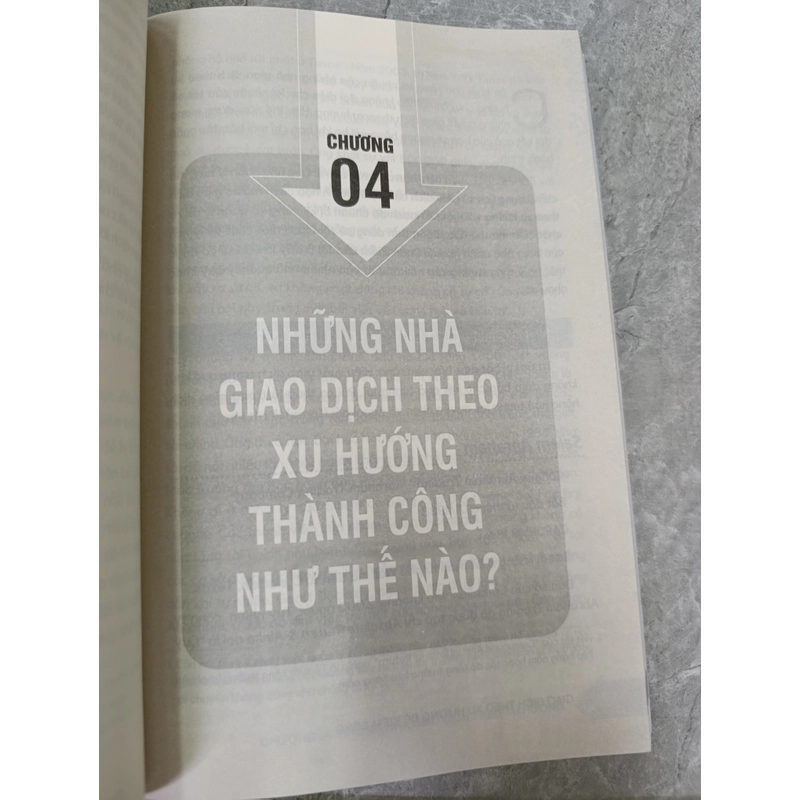 CHƯƠNG
04
NHỮNG NHÀ
GIAO DỊCH THEO
XU HƯỚNG
THÀNH CÔNG
NHƯ THẾ NÀO?